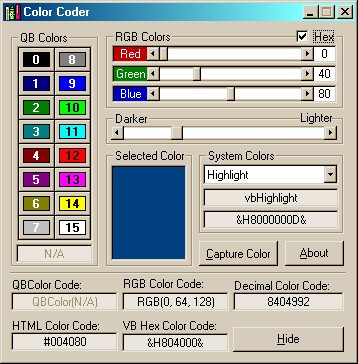 Color Coder
QB Colors
0 8
1 9
2 10
3 11
4 12
5 13
6 14
7 15
N/A
RGB Colors
Hex
Red 0
Green 40
Blue 80
Darker Lighter
Selected Color
System Colors
Highlight
vbHighlight
&H8000000D&
Capture Color
About
QBColor Code: RGB Color Code: Decimal Color Code:
QBColor(N/A) RGB(0, 64, 128) 8404992
HTML Color Code: VB Hex Color Code:
#004080 &H804000& Hide